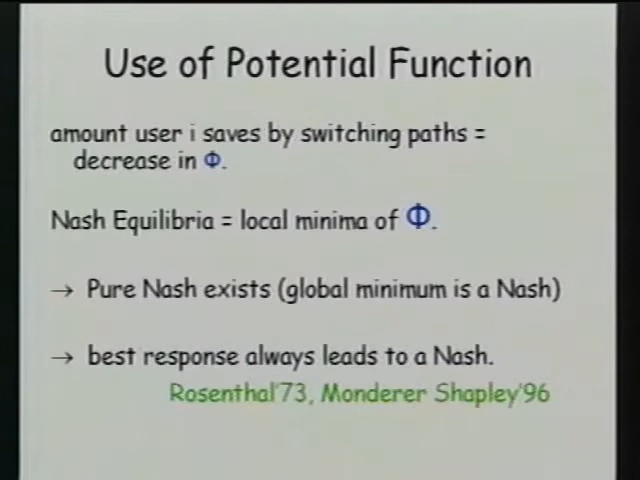 Use of Potential Function
amount user i saves by switching paths =
decrease in Φ.
Nash Equilibria = local minima of Φ.
→ Pure Nash exists (global minimum is a Nash)
→ best response always leads to a Nash.
Rosenthal'73, Monderer Shapley'96